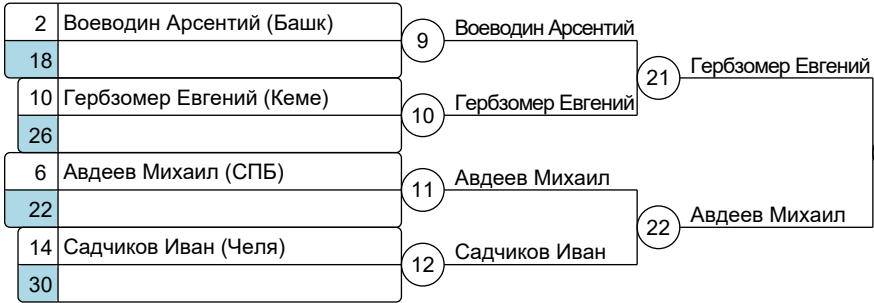 2 Воеводин Арсентий (Башк)
18
9 Воеводин Арсентий
10 Гербзомер Евгений (Кеме)
26
10 Гербзомер Евгений
21 Гербзомер Евгений
6 Авдеев Михаил (СПБ)
22
11 Авдеев Михаил
14 Садчиков Иван (Челя)
30
12 Садчиков Иван
22 Авдеев Михаил